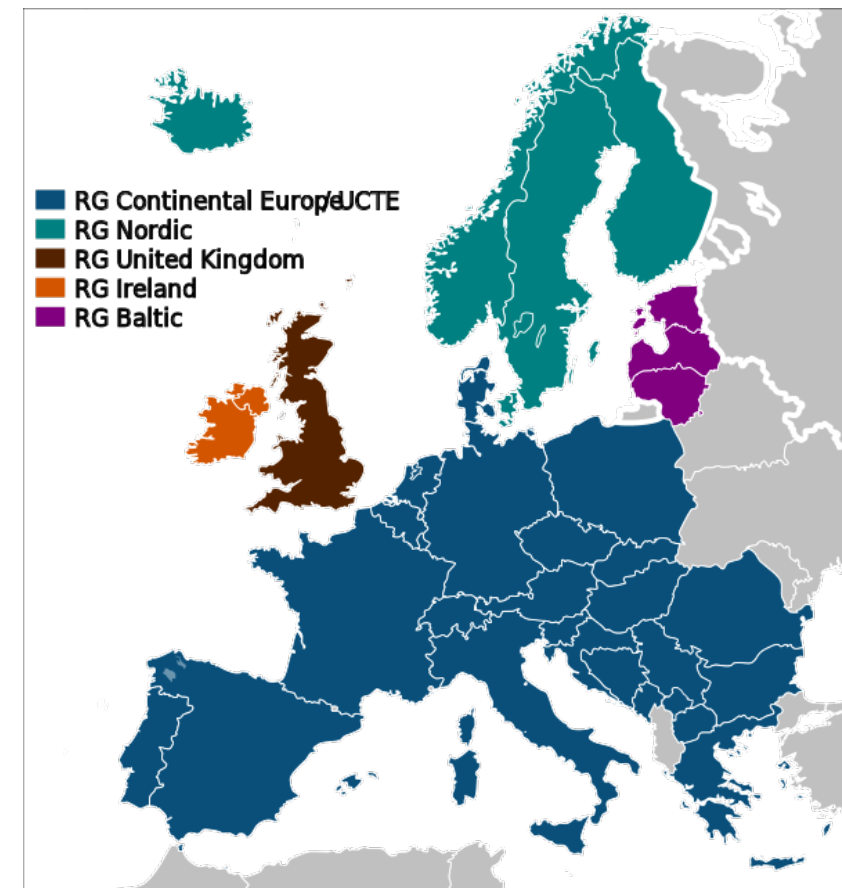 RG Continental Europe/UCTE
RG Nordic
RG United Kingdom
RG Ireland
RG Baltic